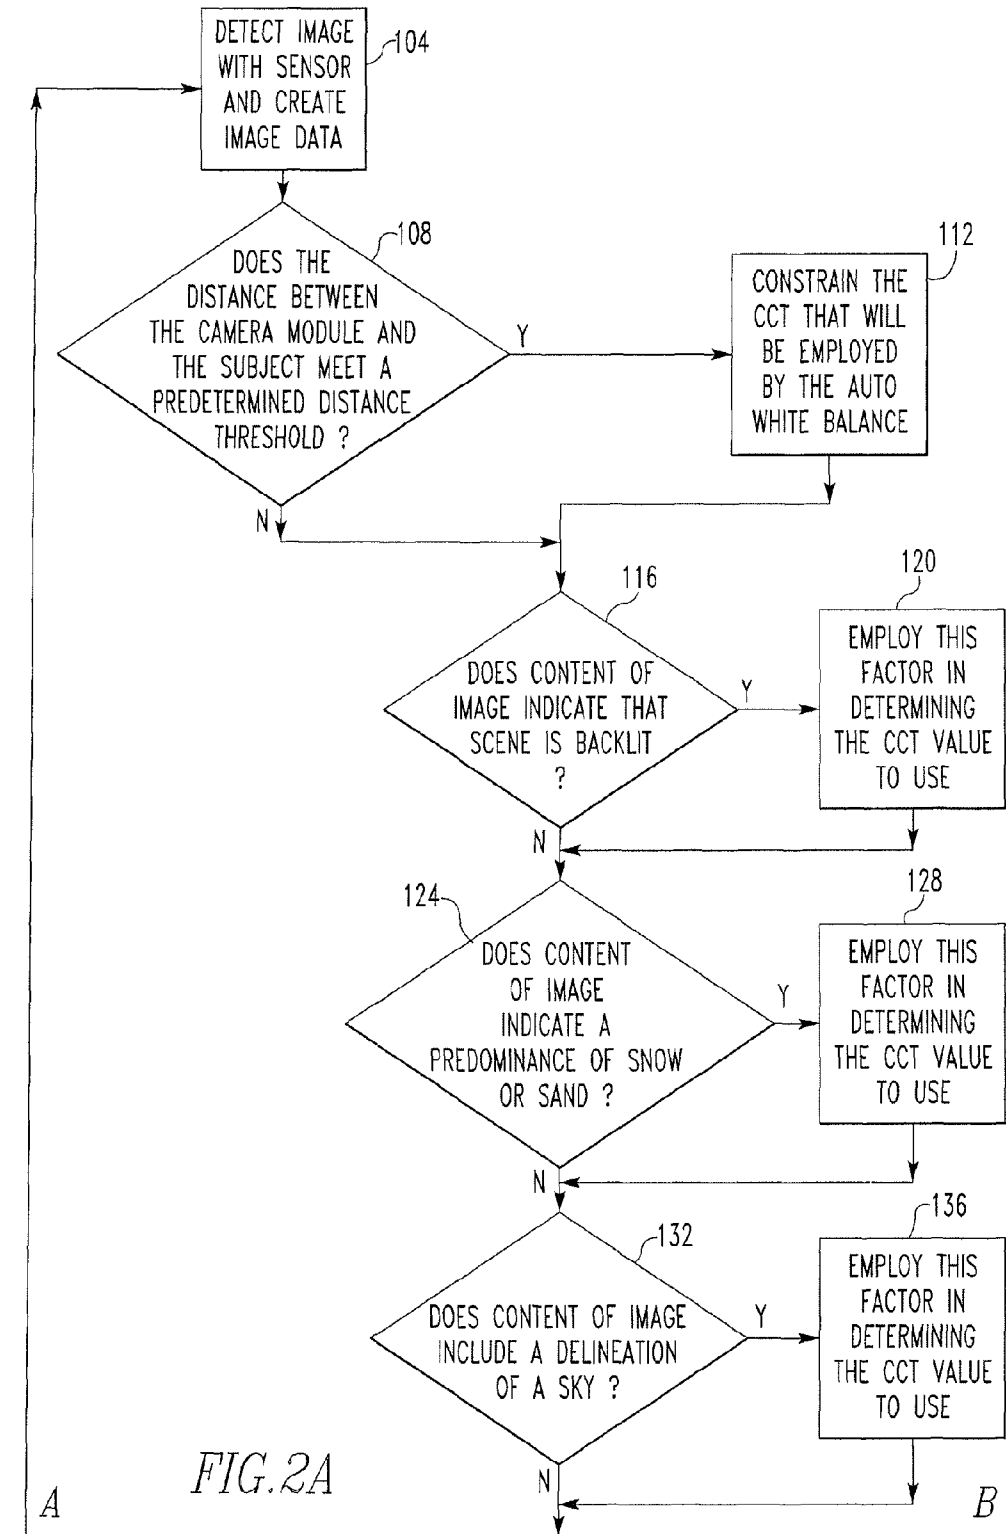 DETECT IMAGE
WITH SENSOR
AND CREATE
IMAGE DATA
104
DOES THE
DISTANCE BETWEEN
THE CAMERA MODULE AND
THE SUBJECT MEET A
PREDETERMINED DISTANCE
THRESHOLD ?
108
Y
N
CONSTRAIN THE
CCT THAT WILL
BE EMPLOYED
BY THE AUTO
WHITE BALANCE
112
DOES CONTENT OF
IMAGE INDICATE THAT
SCENE IS BACKLIT
?
116
Y
N
EMPLOY THIS
FACTOR IN
DETERMINING
THE CCT VALUE
TO USE
120
DOES CONTENT
OF IMAGE
INDICATE A
PREDOMINANCE OF SNOW
OR SAND ?
124
Y
N
EMPLOY THIS
FACTOR IN
DETERMINING
THE CCT VALUE
TO USE
128
DOES CONTENT OF IMAGE
INCLUDE A DELINEATION
OF A SKY ?
132
Y
N
EMPLOY THIS
FACTOR IN
DETERMINING
THE CCT VALUE
TO USE
136
FIG.2A
A
B